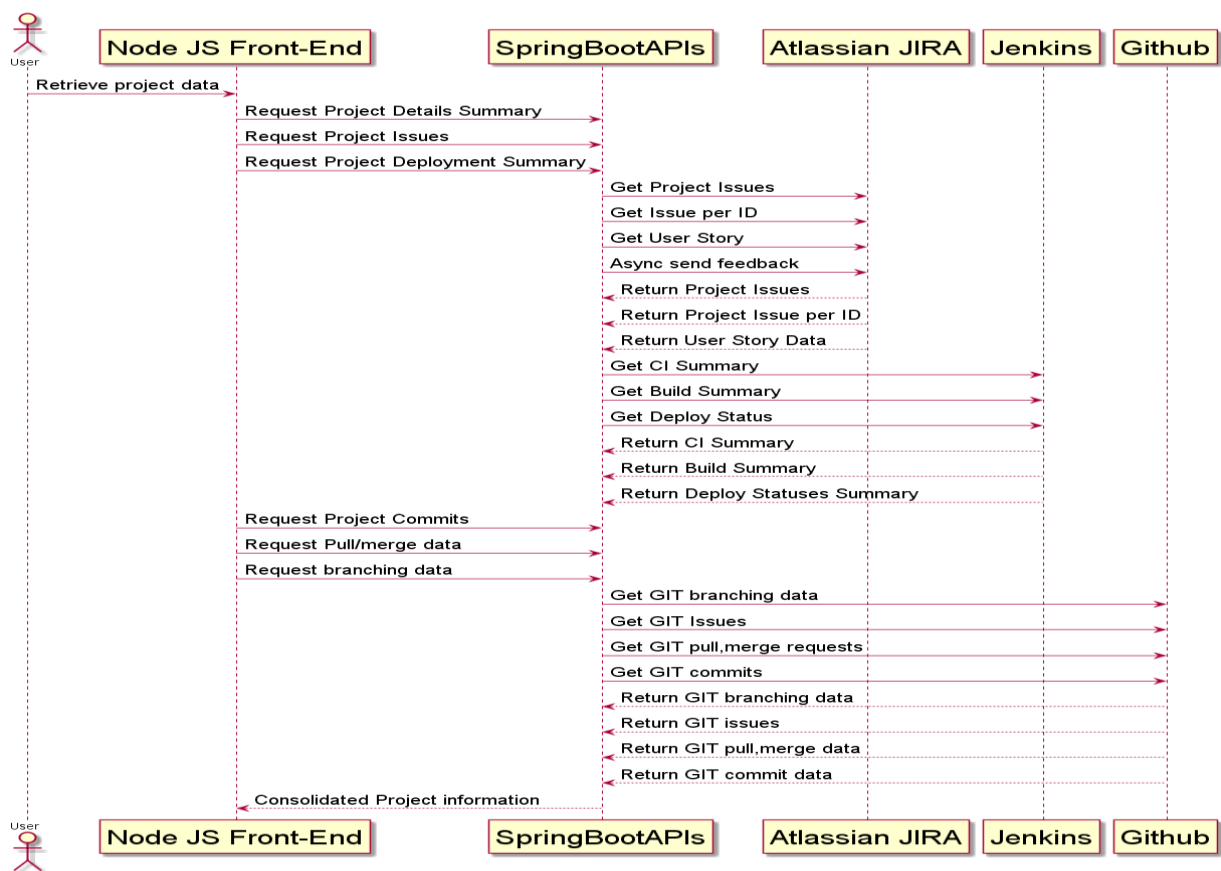 User
Node JS Front-End
SpringBootAPIs
Atlassian JIRA
Jenkins
Github
Retrieve project data
Request Project Details Summary
Request Project Issues
Request Project Deployment Summary
Get Project Issues
Get Issue per ID
Get User Story
Async send feedback
Return Project Issues
Return Project Issue per ID
Return User Story Data
Get CI Summary
Get Build Summary
Get Deploy Status
Return CI Summary
Return Build Summary
Return Deploy Statuses Summary
Request Project Commits
Request Pull/merge data
Request branching data
Get GIT branching data
Get GIT Issues
Get GIT pull,merge requests
Get GIT commits
Return GIT branching data
Return GIT issues
Return GIT pull,merge data
Return GIT commit data
Consolidated Project information
User
Node JS Front-End
SpringBootAPIs
Atlassian JIRA
Jenkins
Github